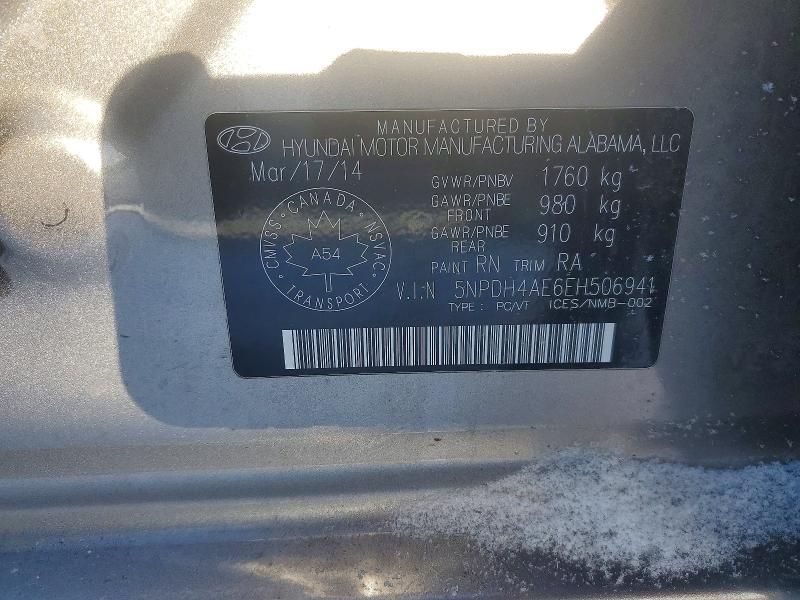 MANUFACTURED BY
HYUNDAI MOTOR MANUFACTURING ALABAMA, LLC
Mar/17/14
GVWR/PNBV 1760 kg
GAWR/PNBE FRONT 980 kg
GAWR/PNBE REAR 910 kg
PAINT RN TRIM RA
V.I.N 5NPDH4AE6EH506941
TYPE : PC/VT ICES/NMB-002
CMVSS · CANADA · NSVAC · TRANSPORT
A54